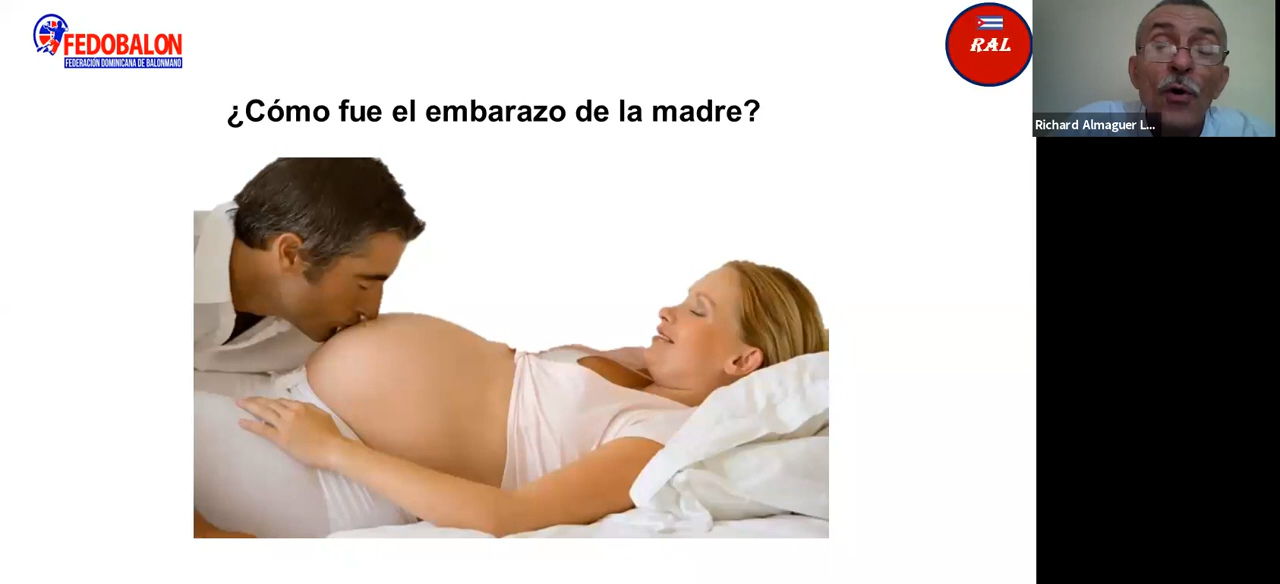 FEDOBALON
FEDERACIÓN DOMINICANA DE BALONMANO
RAL
Richard Almaguer L...
¿Cómo fue el embarazo de la madre?